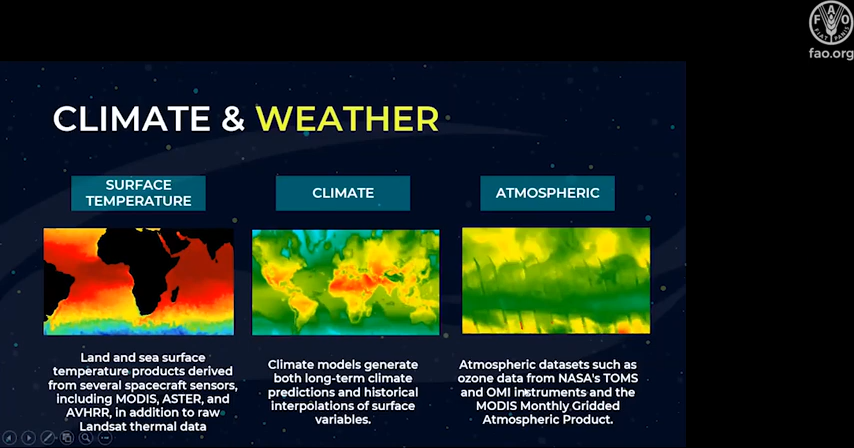 F A O
FIAT PANIS
fao.org
CLIMATE & WEATHER
SURFACE
TEMPERATURE
Land and sea surface
temperature products derived
from several spacecraft sensors,
including MODIS, ASTER, and
AVHRR, in addition to raw
Landsat thermal data
CLIMATE
Climate models generate
both long-term climate
predictions and historical
interpolations of surface
variables.
ATMOSPHERIC
Atmospheric datasets such as
ozone data from NASA's TOMS
and OMI instruments and the
MODIS Monthly Gridded
Atmospheric Product.